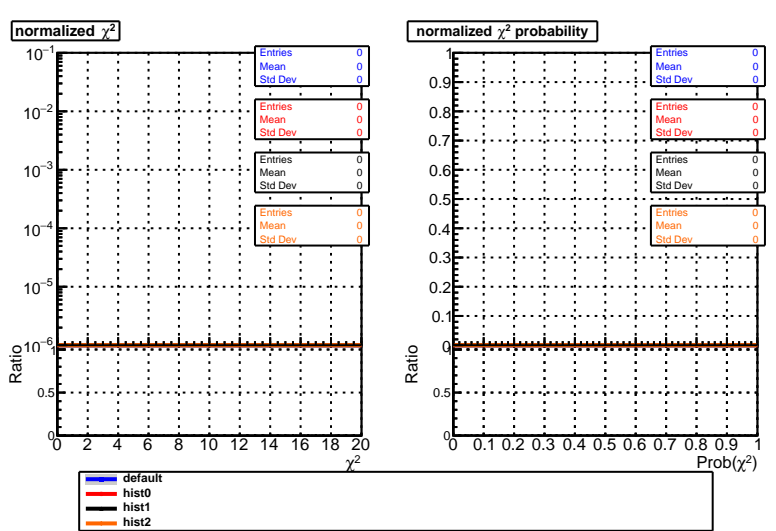 normalized χ²
10⁻¹
10⁻²
10⁻³
10⁻⁴
10⁻⁵
10⁻⁶
Entries 0
Mean 0
Std Dev 0
Entries 0
Mean 0
Std Dev 0
Entries 0
Mean 0
Std Dev 0
Entries 0
Mean 0
Std Dev 0
Ratio
1
0.5
0
0 2 4 6 8 10 12 14 16 18 20
χ²
normalized χ² probability
1
0.9
0.8
0.7
0.6
0.5
0.4
0.3
0.2
0.1
0
Entries 0
Mean 0
Std Dev 0
Entries 0
Mean 0
Std Dev 0
Entries 0
Mean 0
Std Dev 0
Entries 0
Mean 0
Std Dev 0
Ratio
1
0.5
0
0 0.1 0.2 0.3 0.4 0.5 0.6 0.7 0.8 0.9 1
Prob(χ²)
default
hist0
hist1
hist2